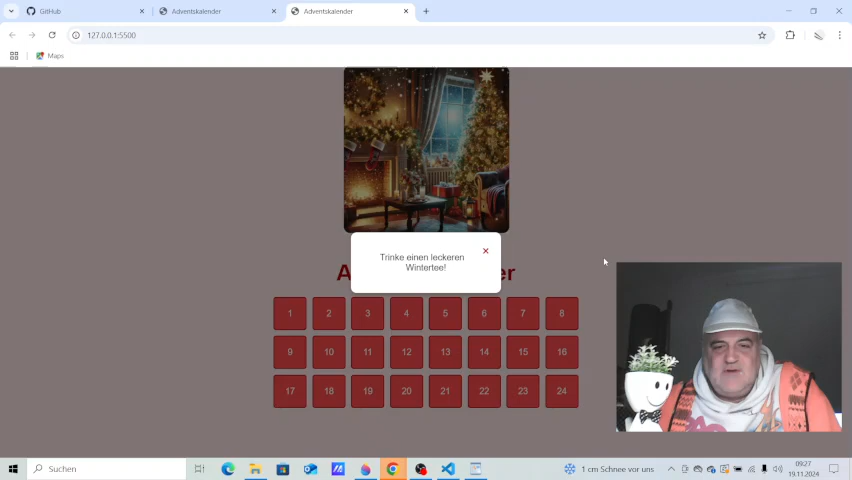 GitHub
Adventskalender
Adventskalender
127.0.0.1:5500
Maps
Trinke einen leckeren
Wintertee!
A
er
1 2 3 4 5 6 7 8
9 10 11 12 13 14 15 16
17 18 19 20 21 22 23 24
Suchen
1 cm Schnee vor uns
09:27
19.11.2024